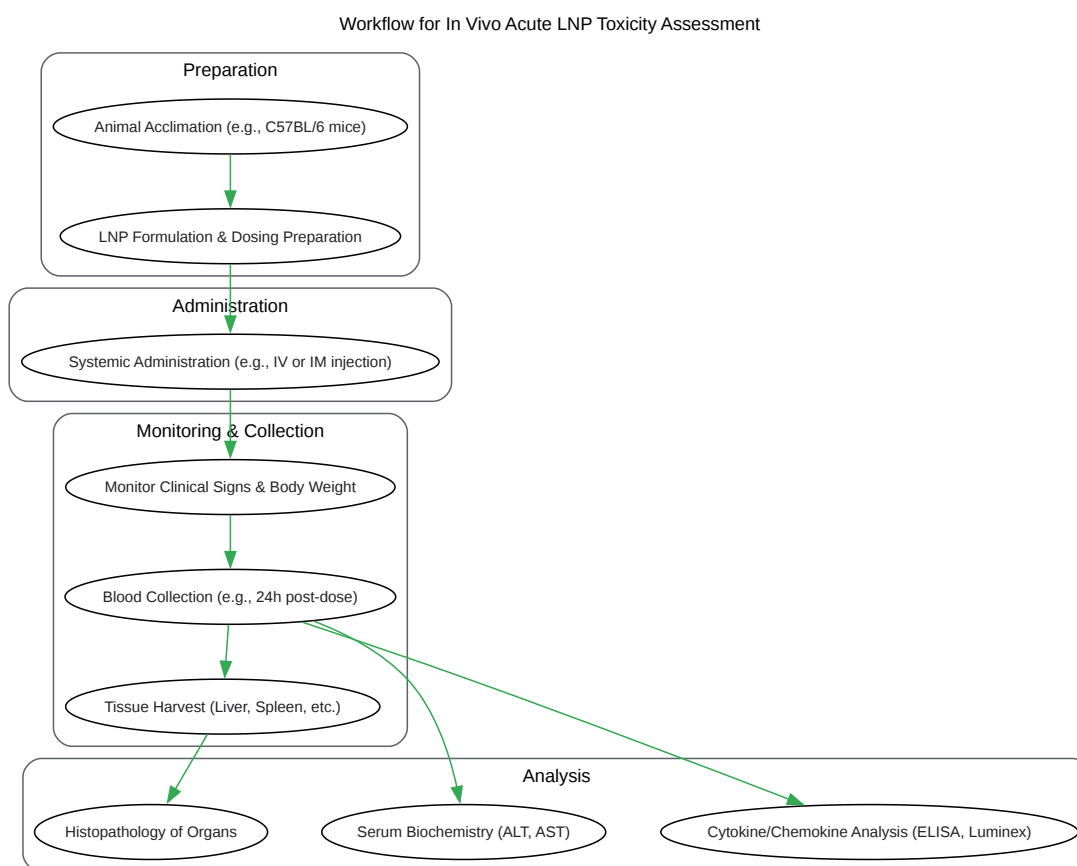 Workflow for In Vivo Acute LNP Toxicity Assessment
Preparation
Animal Acclimation (e.g., C57BL/6 mice)
LNP Formulation & Dosing Preparation
Administration
Systemic Administration (e.g., IV or IM injection)
Monitoring & Collection
Monitor Clinical Signs & Body Weight
Blood Collection (e.g., 24h post-dose)
Tissue Harvest (Liver, Spleen, etc.)
Analysis
Histopathology of Organs
Serum Biochemistry (ALT, AST)
Cytokine/Chemokine Analysis (ELISA, Luminex)